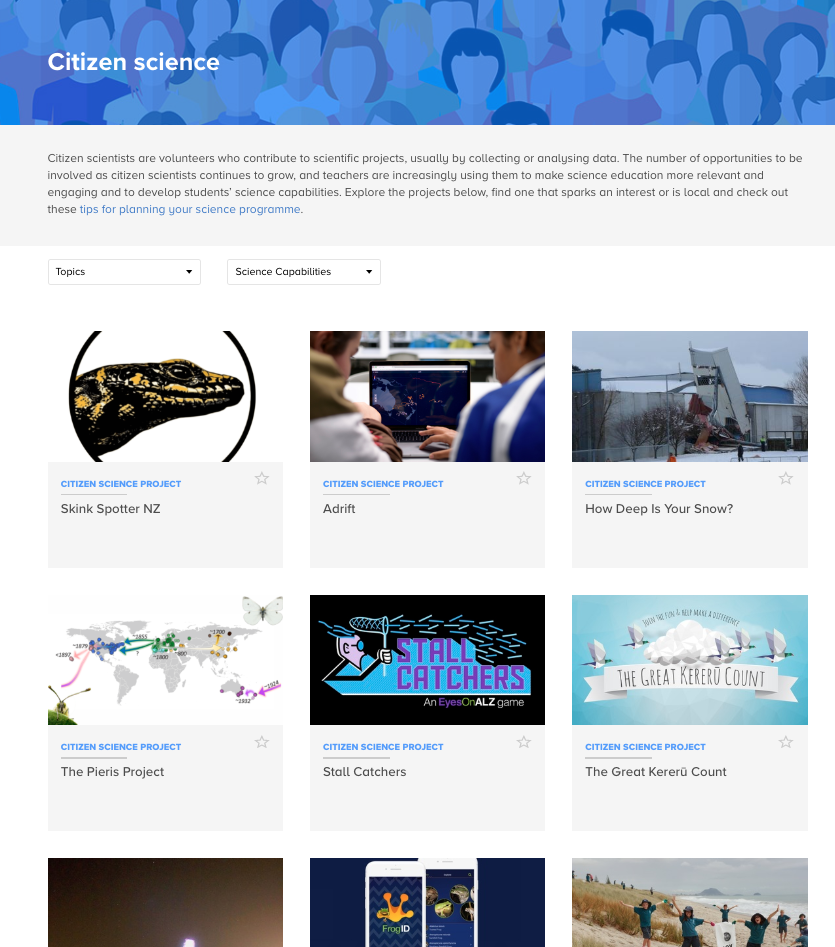 Citizen science
Citizen scientists are volunteers who contribute to scientific projects, usually by collecting or analysing data. The number of opportunities to be
involved as citizen scientists continues to grow, and teachers are increasingly using them to make science education more relevant and
engaging and to develop students' science capabilities. Explore the projects below, find one that sparks an interest or is local and check out
these tips for planning your science programme.
Topics
Science Capabilities
CITIZEN SCIENCE PROJECT
Skink Spotter NZ
CITIZEN SCIENCE PROJECT
Adrift
CITIZEN SCIENCE PROJECT
How Deep Is Your Snow?
~1700
~1855
~1879
<1897
~1800
~1924
~1932
STALL
CATCHERS
An EyesOnALZ game
JOIN THE FUN & HELP MAKE A DIFFERENCE
THE GREAT KERERŪ COUNT
CITIZEN SCIENCE PROJECT
The Pieris Project
CITIZEN SCIENCE PROJECT
Stall Catchers
CITIZEN SCIENCE PROJECT
The Great Kererū Count
FrogID